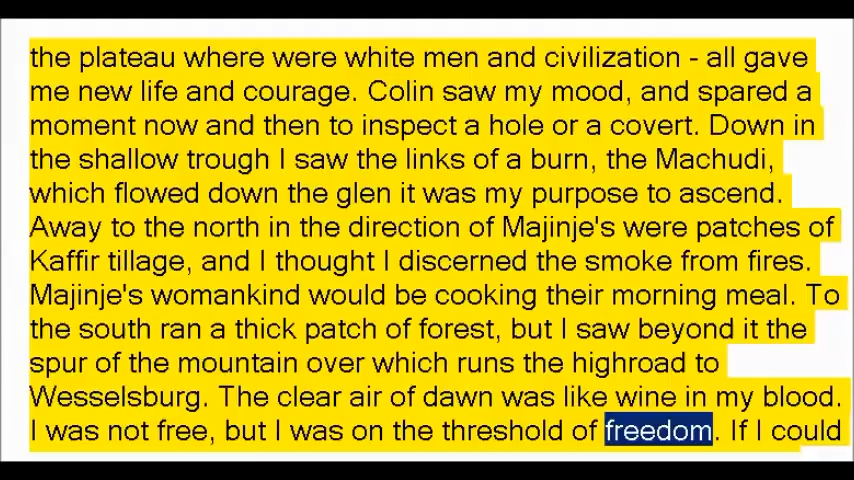 the plateau where were white men and civilization - all gave
me new life and courage. Colin saw my mood, and spared a
moment now and then to inspect a hole or a covert. Down in
the shallow trough I saw the links of a burn, the Machudi,
which flowed down the glen it was my purpose to ascend.
Away to the north in the direction of Majinje's were patches of
Kaffir tillage, and I thought I discerned the smoke from fires.
Majinje's womankind would be cooking their morning meal. To
the south ran a thick patch of forest, but I saw beyond it the
spur of the mountain over which runs the highroad to
Wesselsburg. The clear air of dawn was like wine in my blood.
I was not free, but I was on the threshold of freedom. If I could